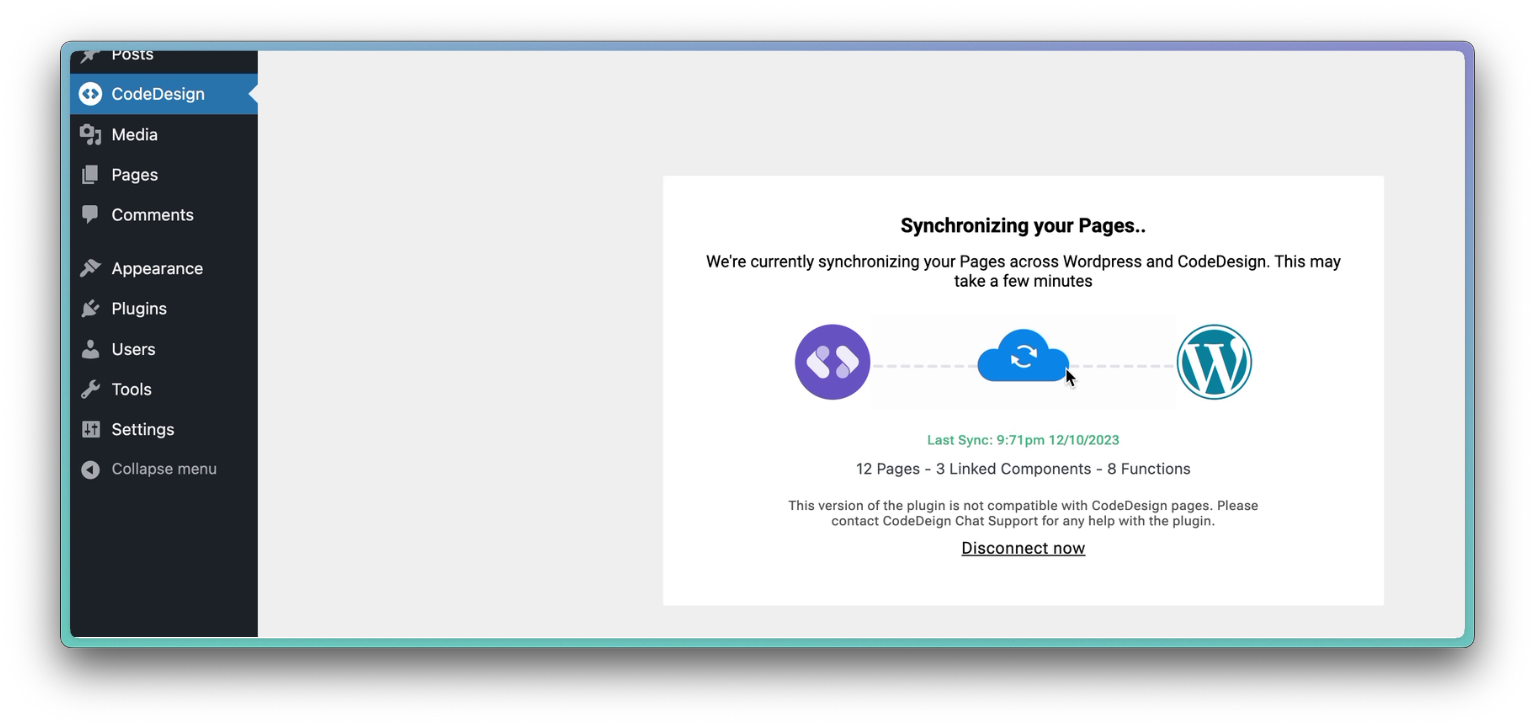 Posts
CodeDesign
Media
Pages
Comments
Appearance
Plugins
Users
Tools
Settings
Collapse menu
Synchronizing your Pages..
We're currently synchronizing your Pages across Wordpress and CodeDesign. This may
take a few minutes
Last Sync: 9:71pm 12/10/2023
12 Pages - 3 Linked Components - 8 Functions
This version of the plugin is not compatible with CodeDesign pages. Please
contact CodeDeign Chat Support for any help with the plugin.
Disconnect now